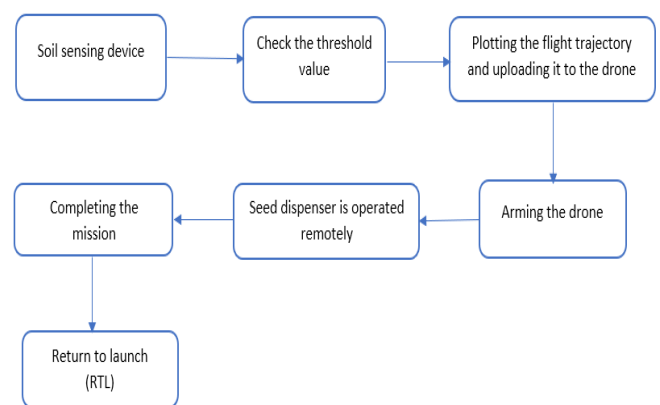 Soil sensing device
Check the threshold
value
Plotting the flight trajectory
and uploading it to the drone
Arming the drone
Seed dispenser is operated
remotely
Completing the
mission
Return to launch
(RTL)